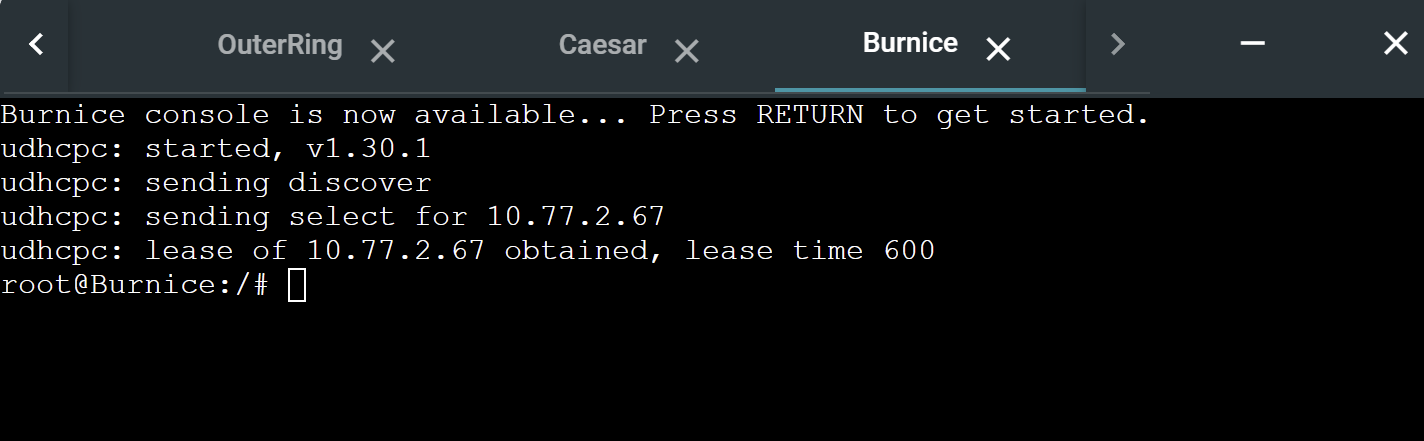 OuterRing Caesar Burnice
Burnice console is now available... Press RETURN to get started.
udhcpc: started, v1.30.1
udhcpc: sending discover
udhcpc: sending select for 10.77.2.67
udhcpc: lease of 10.77.2.67 obtained, lease time 600
root@Burnice:/#